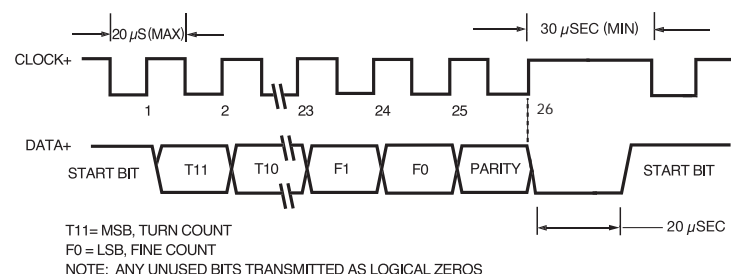 20 µS(MAX)
30 µSEC (MIN)
CLOCK+
1 2 23 24 25 26
DATA+
START BIT T11 T10 F1 F0 PARITY START BIT
20 µSEC
T11= MSB, TURN COUNT
F0 = LSB, FINE COUNT
NOTE: ANY UNUSED BITS TRANSMITTED AS LOGICAL ZEROS